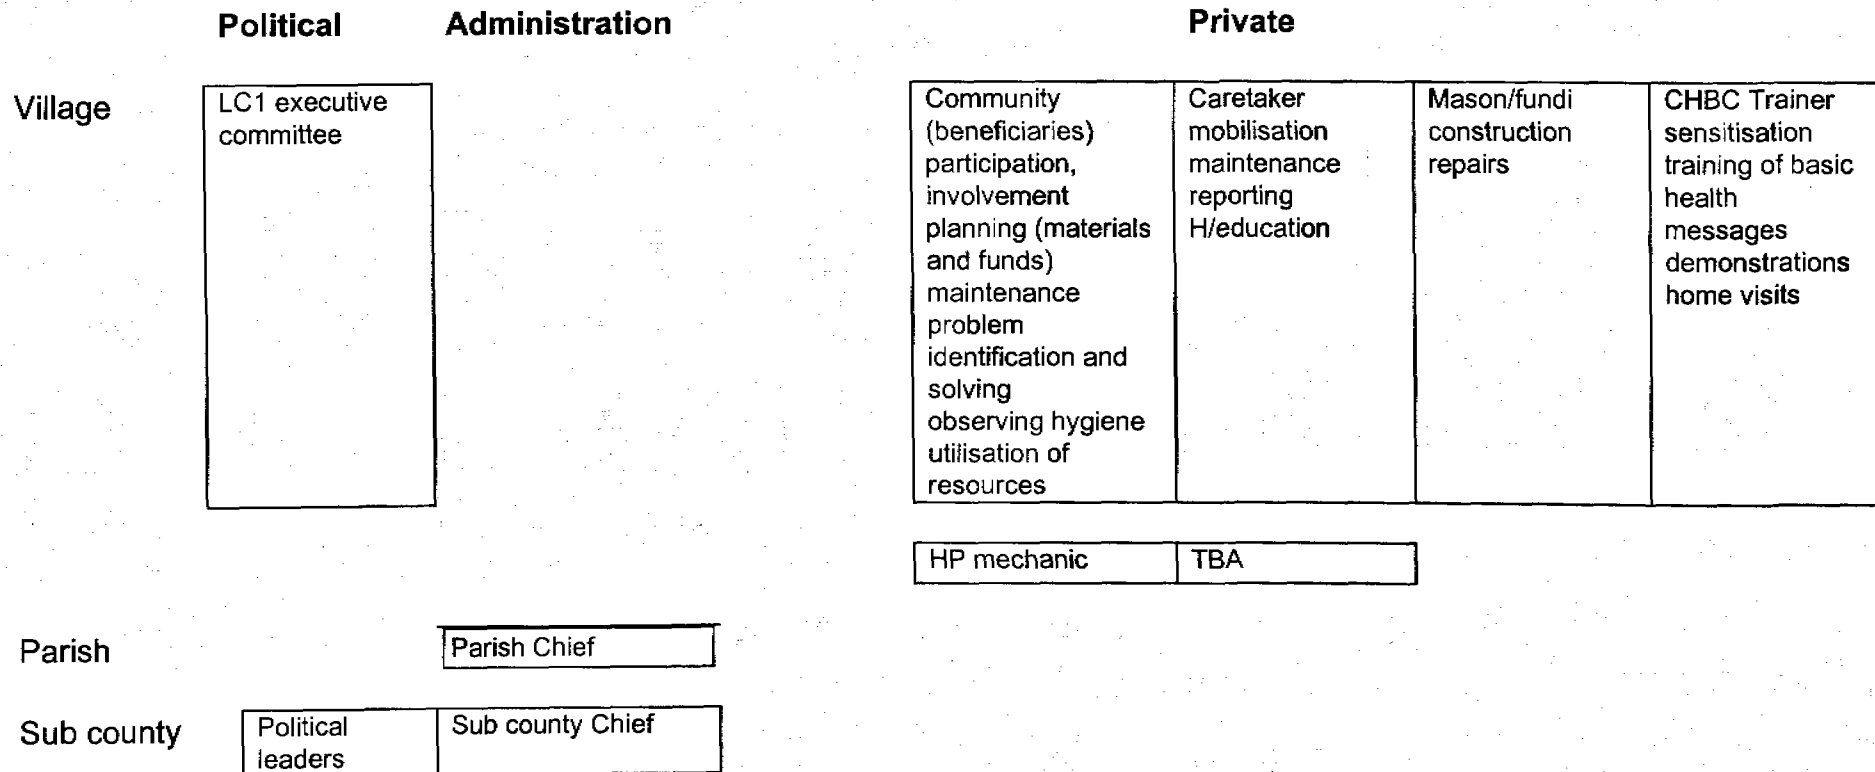 Political Administration Private
Village
LC1 executive
committee
Community
(beneficiaries)
participation,
involvement
planning (materials
and funds)
maintenance
problem
identification and
solving
observing hygiene
utilisation of
resources
Caretaker
mobilisation
maintenance
reporting
H/education
Mason/fundi
construction
repairs
CHBC Trainer
sensitisation
training of basic
health
messages
demonstrations
home visits
HP mechanic
TBA
Parish
Parish Chief
Sub county
Political
leaders
Sub county Chief